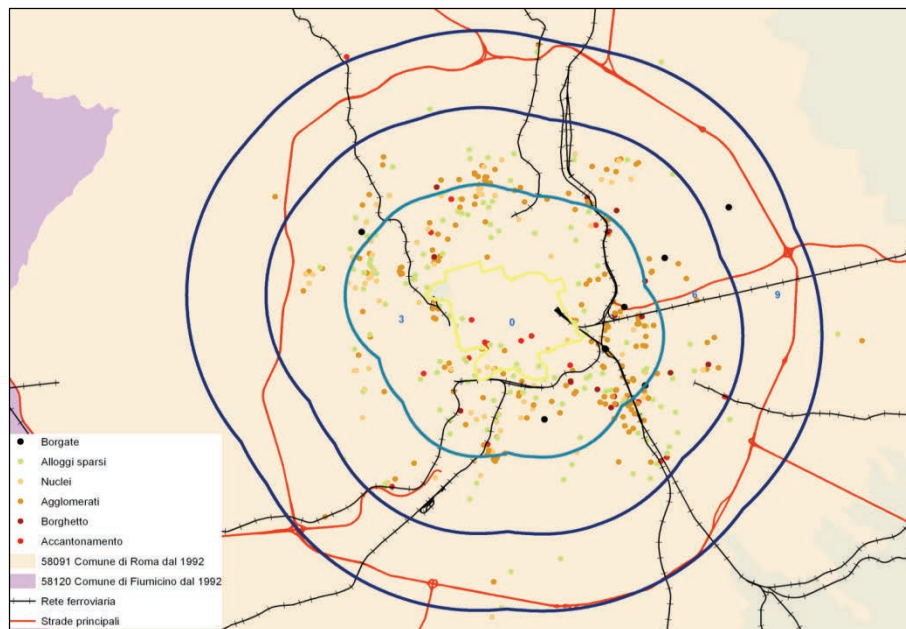 6
9
3
0
Borgate
Alloggi sparsi
Nuclei
Agglomerati
Borghetto
Accantonamento
58091 Comune di Roma dal 1992
58120 Comune di Fiumicino dal 1992
Rete ferroviaria
Strade principali